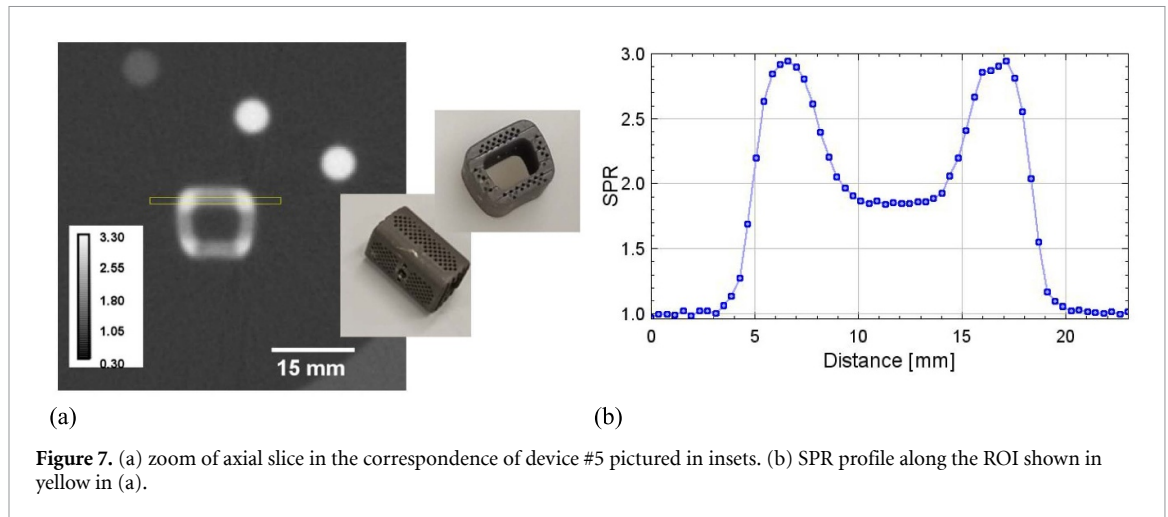 3.30
2.55
1.80
1.05
0.30
15 mm
(a)
3.0
2.5
2.0
1.5
1.0
SPR
0 5 10 15 20
Distance [mm]
(b)
Figure 7. (a) zoom of axial slice in the correspondence of device #5 pictured in insets. (b) SPR profile along the ROI shown in
yellow in (a).